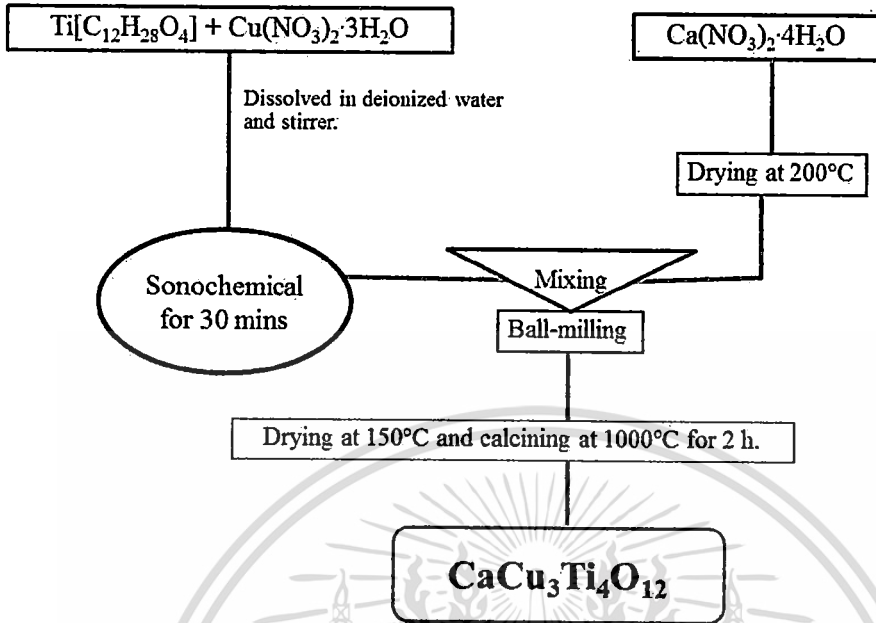 Ti[C₁₂H₂₈O₄] + Cu(NO₃)₂·3H₂O
Ca(NO₃)₂·4H₂O
Dissolved in deionized water
and stirrer.
Drying at 200°C
Sonochemical
for 30 mins
Mixing
Ball-milling
Drying at 150°C and calcining at 1000°C for 2 h.
CaCu₃Ti₄O₁₂